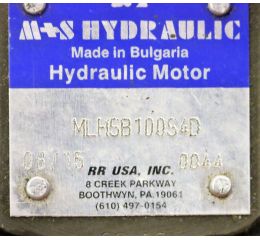 M+S HYDRAULIC
Made in Bulgaria
Hydraulic Motor
MLHSB100S4D
0044
RR USA, INC.
8 CREEK PARKWAY
BOOTHWYN, PA.19061
(610) 497-0154